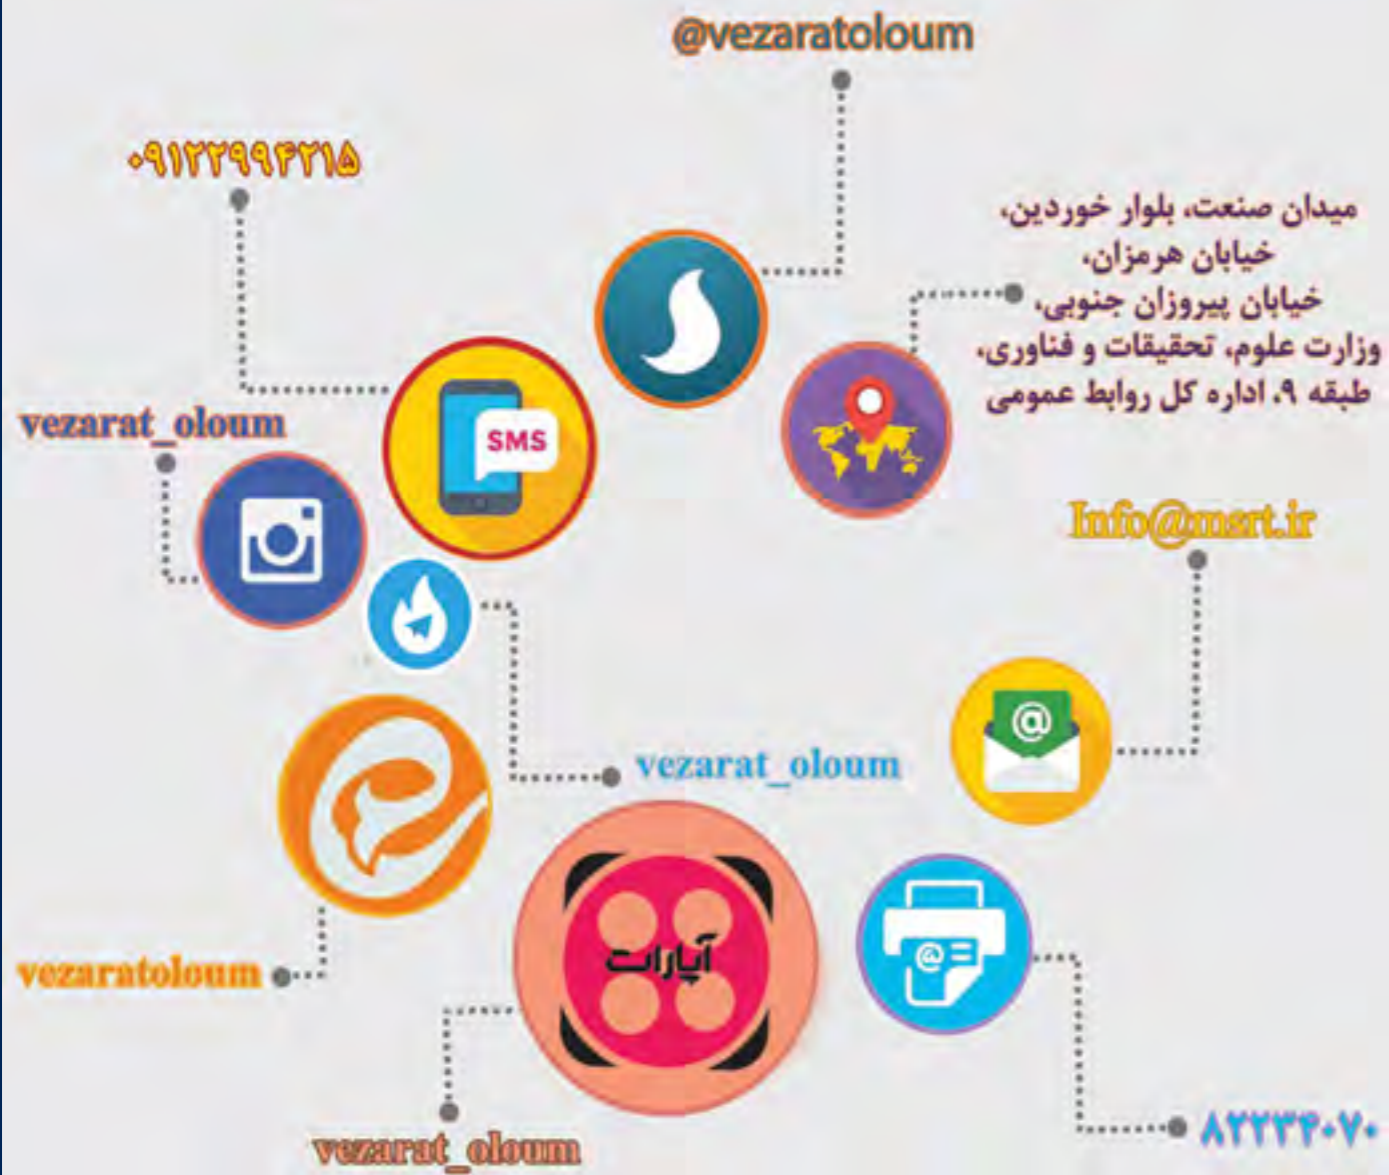 @vezaratoloum
۰۹۱۲۲۹۹۴۲۱۵
میدان صنعت، بلوار خوردین،
خیابان هرمزان،
خیابان پیروزان جنوبی،
وزارت علوم، تحقیقات و فناوری،
طبقه ۹، اداره کل روابط عمومی
vezarat_oloum
SMS
Info@msrt.ir
@
vezarat_oloum
آپارات
@
vezaratoloum
vezarat_oloum
۸۲۲۳۴۰۷۰